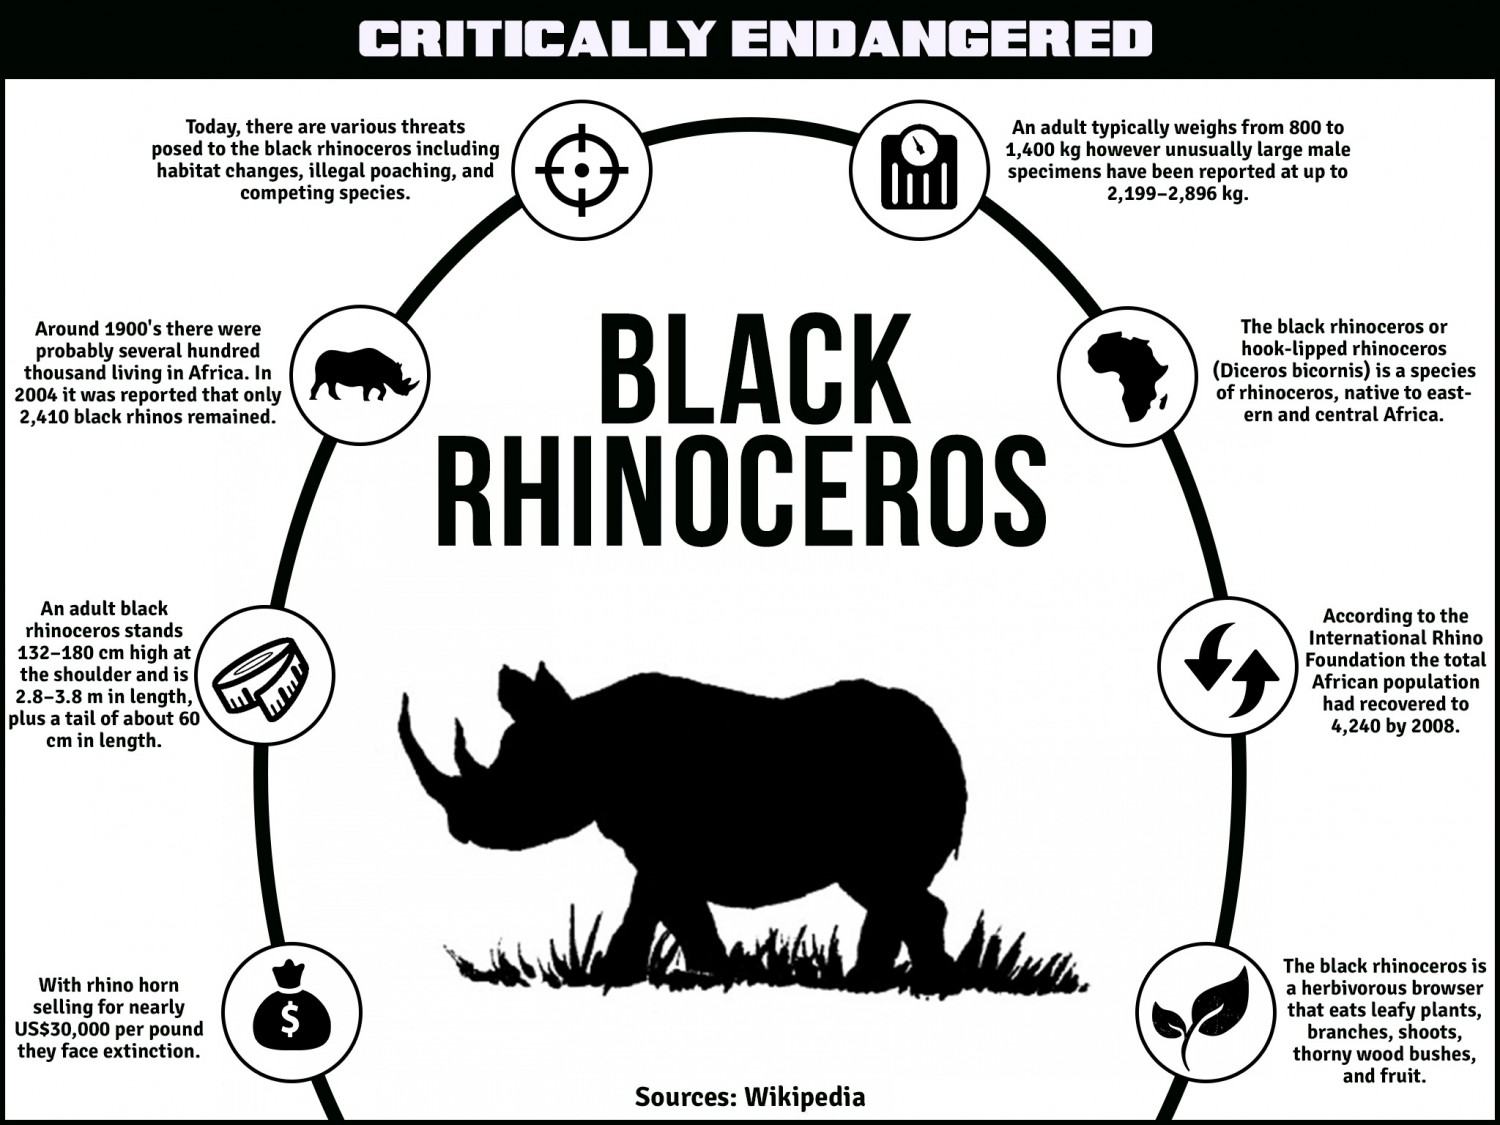 CRITICALLY ENDANGERED
Today, there are various threats
posed to the black rhinoceros including
habitat changes, illegal poaching, and
competing species.
An adult typically weighs from 800 to
1,400 kg however unusually large male
specimens have been reported at up to
2,199–2,896 kg.
Around 1900's there were
probably several hundred
thousand living in Africa. In
2004 it was reported that only
2,410 black rhinos remained.
BLACK
RHINOCEROS
The black rhinoceros or
hook-lipped rhinoceros
(Diceros bicornis) is a species
of rhinoceros, native to east-
ern and central Africa.
An adult black
rhinoceros stands
132–180 cm high at
the shoulder and is
2.8–3.8 m in length,
plus a tail of about 60
cm in length.
According to the
International Rhino
Foundation the total
African population
had recovered to
4,240 by 2008.
With rhino horn
selling for nearly
US$30,000 per pound
they face extinction.
$
The black rhinoceros is
a herbivorous browser
that eats leafy plants,
branches, shoots,
thorny wood bushes,
and fruit.
Sources: Wikipedia